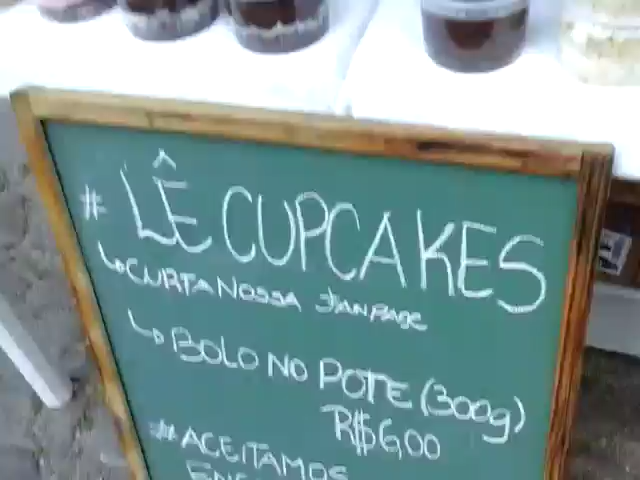 # LÊ CUPCAKES
↳ CURTA NOSSA FANPAGE
↳ BOLO NO POTE (300g)
R$6,00
# ACEITAMOS